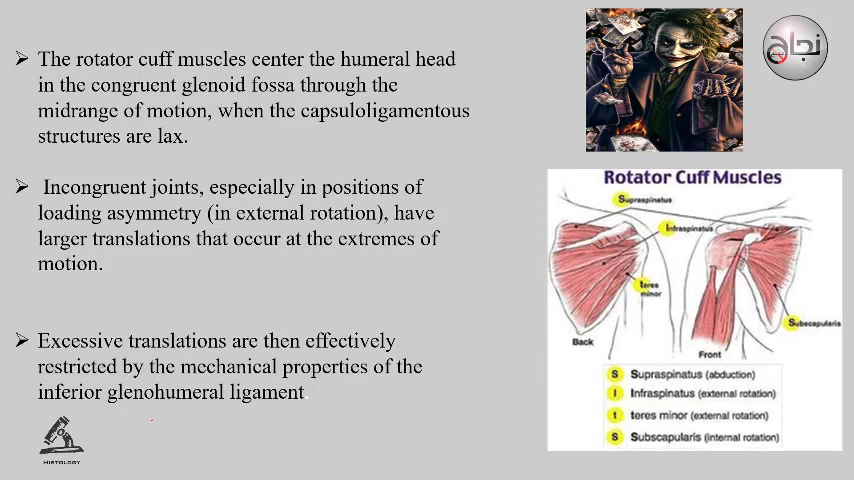 The rotator cuff muscles center the humeral head
in the congruent glenoid fossa through the
midrange of motion, when the capsuloligamentous
structures are lax.
Incongruent joints, especially in positions of
loading asymmetry (in external rotation), have
larger translations that occur at the extremes of
motion.
Excessive translations are then effectively
restricted by the mechanical properties of the
inferior glenohumeral ligament
HISTOLOGY
نجاح
Rotator Cuff Muscles
Supraspinatus
Infraspinatus
teres
minor
Subscapularis
Back
Front
S Supraspinatus (abduction)
I Infraspinatus (external rotation)
t teres minor (external rotation)
S Subscapularis (internal rotation)